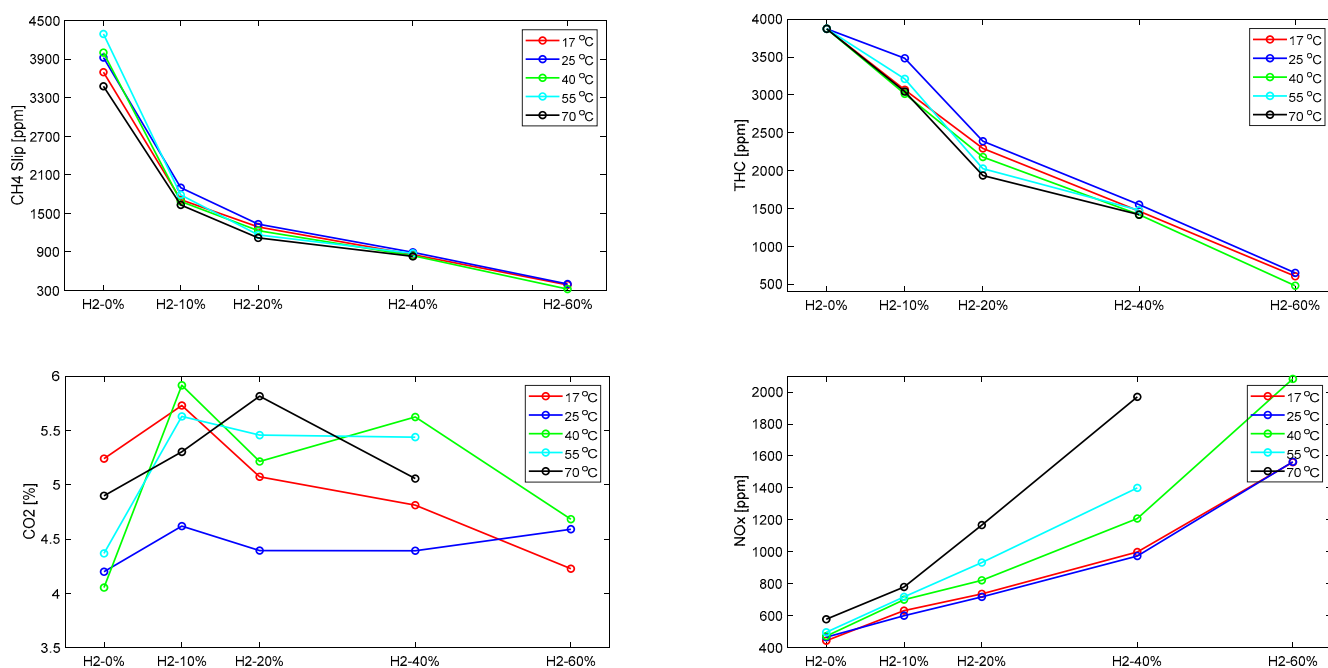 CH4 Slip [ppm]
4500
3900
3300
2700
2100
1500
900
300
H2-0% H2-10% H2-20% H2-40% H2-60%
17 °C
25 °C
40 °C
55 °C
70 °C
THC [ppm]
4000
3500
3000
2500
2000
1500
1000
500
H2-0% H2-10% H2-20% H2-40% H2-60%
17 °C
25 °C
40 °C
55 °C
70 °C
CO2 [%]
6
5.5
5
4.5
4
3.5
H2-0% H2-10% H2-20% H2-40% H2-60%
17 °C
25 °C
40 °C
55 °C
70 °C
NOx [ppm]
2000
1800
1600
1400
1200
1000
800
600
400
H2-0% H2-10% H2-20% H2-40% H2-60%
17 °C
25 °C
40 °C
55 °C
70 °C